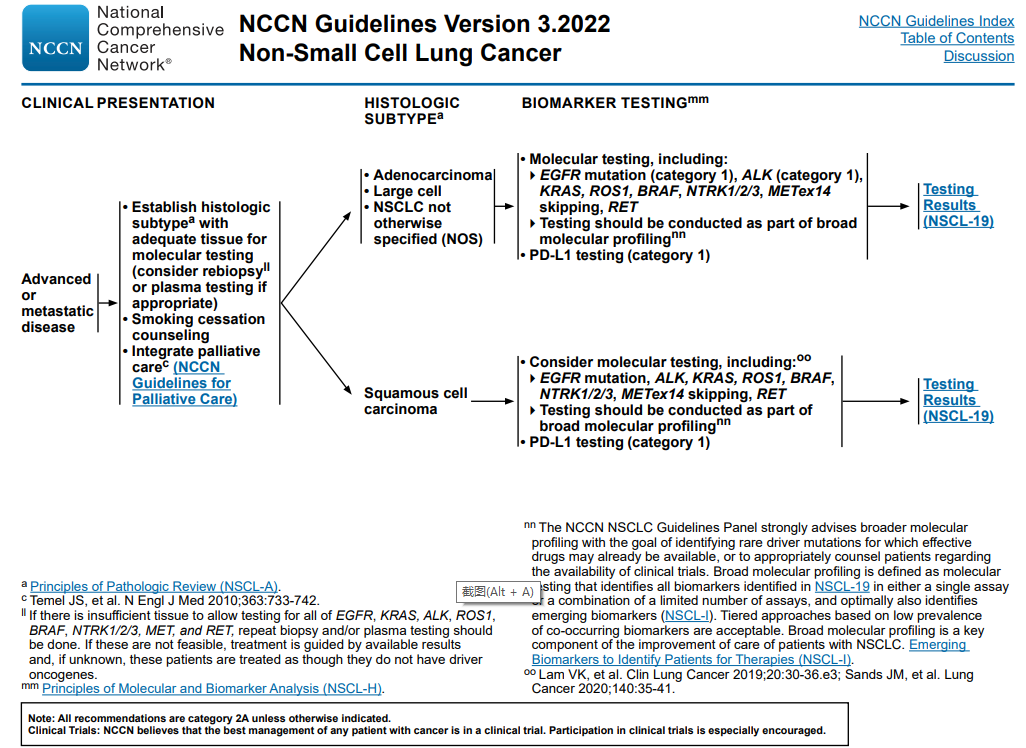 National
Comprehensive
NCCN Cancer
Network®
NCCN Guidelines Version 3.2022
Non-Small Cell Lung Cancer
NCCN Guidelines Index
Table of Contents
Discussion
CLINICAL PRESENTATION
HISTOLOGIC
SUBTYPEa
BIOMARKER TESTINGmm
Advanced
or
metastatic
disease
• Establish histologic
subtypea with
adequate tissue for
molecular testing
(consider rebiopsyll
or plasma testing if
appropriate)
• Smoking cessation
counseling
• Integrate palliative
carec (NCCN
Guidelines for
Palliative Care)
• Adenocarcinoma
• Large cell
• NSCLC not
otherwise
specified (NOS)
• Molecular testing, including:
EGFR mutation (category 1), ALK (category 1),
KRAS, ROS1, BRAF, NTRK1/2/3, METex14
skipping, RET
Testing should be conducted as part of broad
molecular profilingnn
• PD-L1 testing (category 1)
Testing
Results
(NSCL-19)
Squamous cell
carcinoma
• Consider molecular testing, including:oo
EGFR mutation, ALK, KRAS, ROS1, BRAF,
NTRK1/2/3, METex14 skipping, RET
Testing should be conducted as part of
broad molecular profilingnn
• PD-L1 testing (category 1)
Testing
Results
(NSCL-19)
a Principles of Pathologic Review (NSCL-A).
c Temel JS, et al. N Engl J Med 2010;363:733-742.
ll If there is insufficient tissue to allow testing for all of EGFR, KRAS, ALK, ROS1,
BRAF, NTRK1/2/3, MET, and RET, repeat biopsy and/or plasma testing should
be done. If these are not feasible, treatment is guided by available results
and, if unknown, these patients are treated as though they do not have driver
oncogenes.
mm Principles of Molecular and Biomarker Analysis (NSCL-H).
截图(Alt + A)
nn The NCCN NSCLC Guidelines Panel strongly advises broader molecular
profiling with the goal of identifying rare driver mutations for which effective
drugs may already be available, or to appropriately counsel patients regarding
the availability of clinical trials. Broad molecular profiling is defined as molecular
that identifies all biomarkers identified in NSCL-19 in either a single assay
a combination of a limited number of assays, and optimally also identifies
emerging biomarkers (NSCL-I). Tiered approaches based on low prevalence
of co-occurring biomarkers are acceptable. Broad molecular profiling is a key
component of the improvement of care of patients with NSCLC. Emerging
Biomarkers to Identify Patients for Therapies (NSCL-I).
oo Lam VK, et al. Clin Lung Cancer 2019;20:30-36.e3; Sands JM, et al. Lung
Cancer 2020;140:35-41.
Note: All recommendations are category 2A unless otherwise indicated.
Clinical Trials: NCCN believes that the best management of any patient with cancer is in a clinical trial. Participation in clinical trials is especially encouraged.